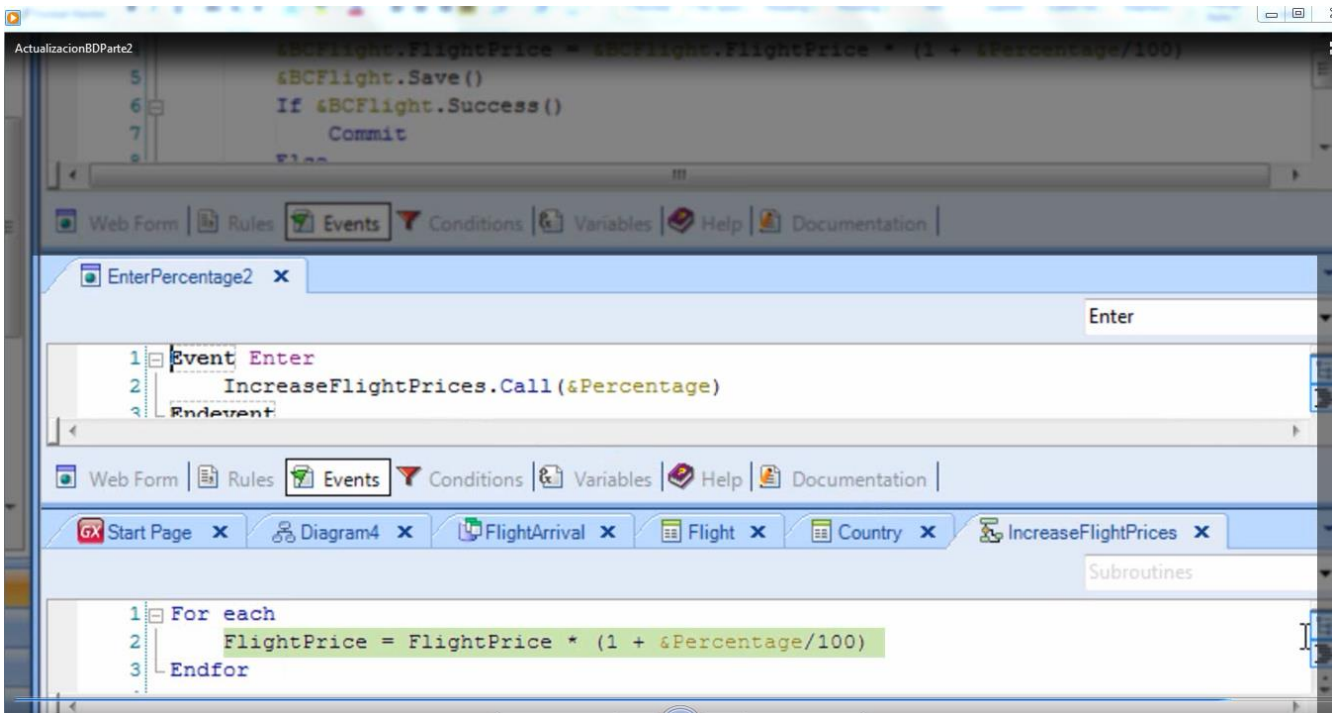 ActualizacionBDParte2
&BCFlight.FlightPrice = &BCFlight.FlightPrice * (1 + &Percentage/100)
5 &BCFlight.Save()
6 If &BCFlight.Success()
7 Commit
8 Else
Web Form Rules Events Conditions Variables Help Documentation
EnterPercentage2
Enter
1 Event Enter
2 IncreaseFlightPrices.Call(&Percentage)
3 Endevent
Web Form Rules Events Conditions Variables Help Documentation
GX Start Page Diagram4 FlightArrival Flight Country IncreaseFlightPrices
Subroutines
1 For each
2 FlightPrice = FlightPrice * (1 + &Percentage/100)
3 Endfor